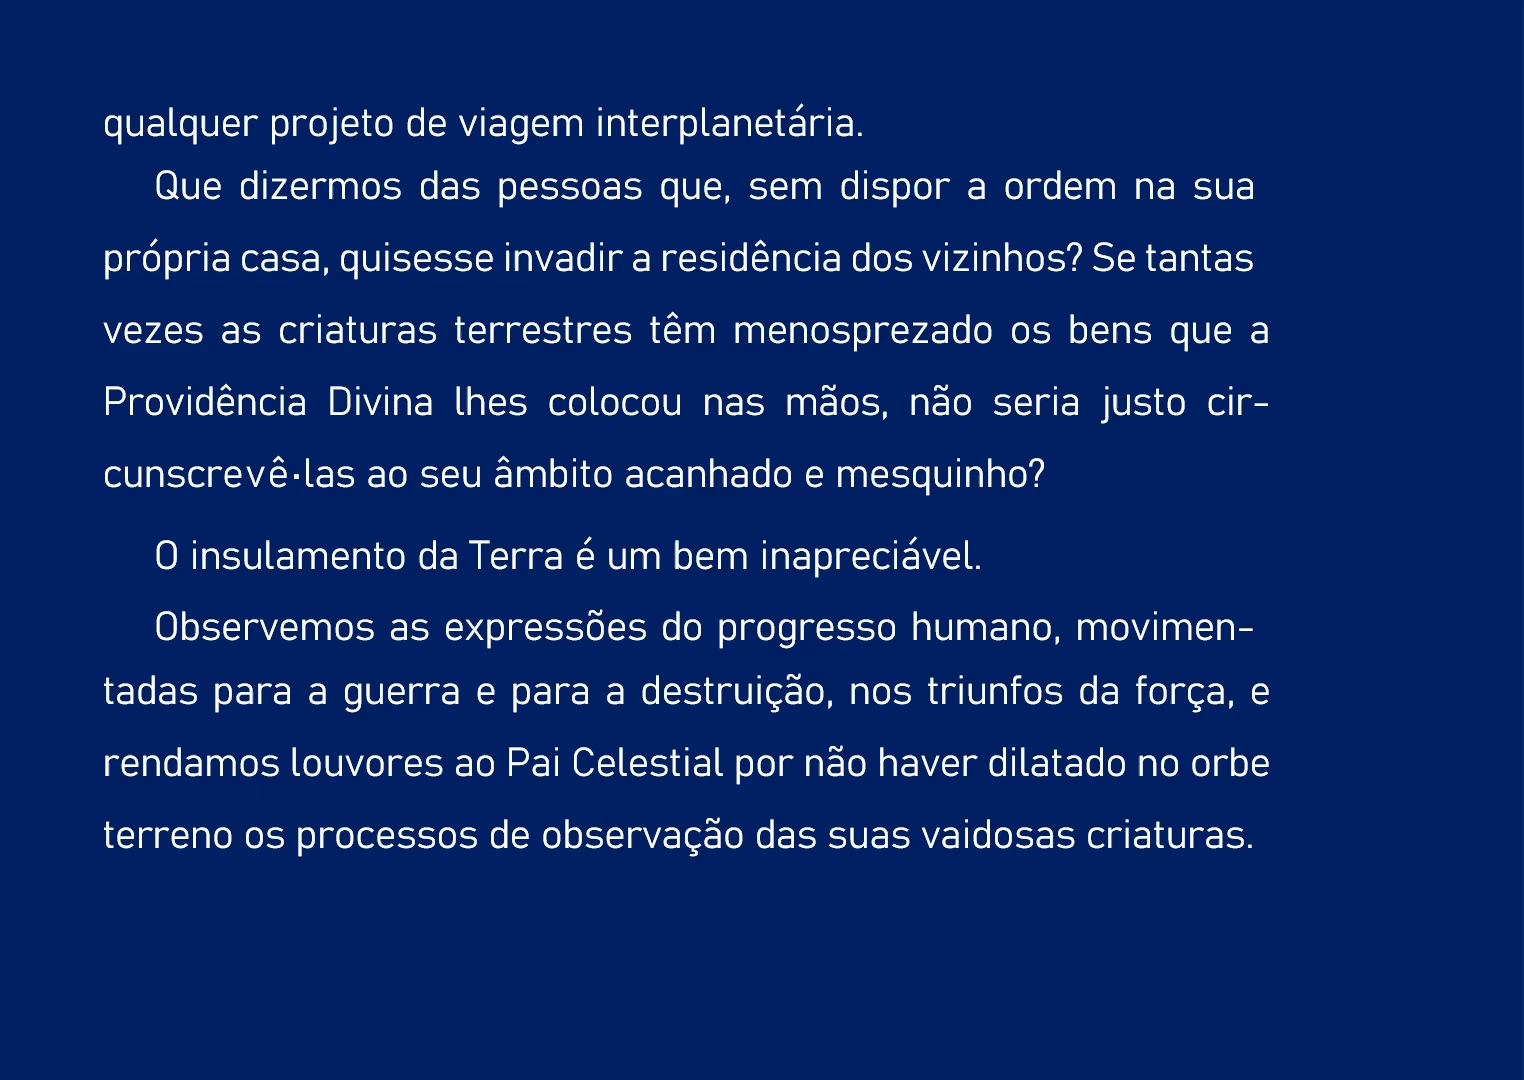 qualquer projeto de viagem interplanetária.
Que dizermos das pessoas que, sem dispor a ordem na sua
própria casa, quisesse invadir a residência dos vizinhos? Se tantas
vezes as criaturas terrestres têm menosprezado os bens que a
Providência Divina lhes colocou nas mãos, não seria justo cir-
cunscrevê·las ao seu âmbito acanhado e mesquinho?
O insulamento da Terra é um bem inapreciável.
Observemos as expressões do progresso humano, movimen-
tadas para a guerra e para a destruição, nos triunfos da força, e
rendamos louvores ao Pai Celestial por não haver dilatado no orbe
terreno os processos de observação das suas vaidosas criaturas.